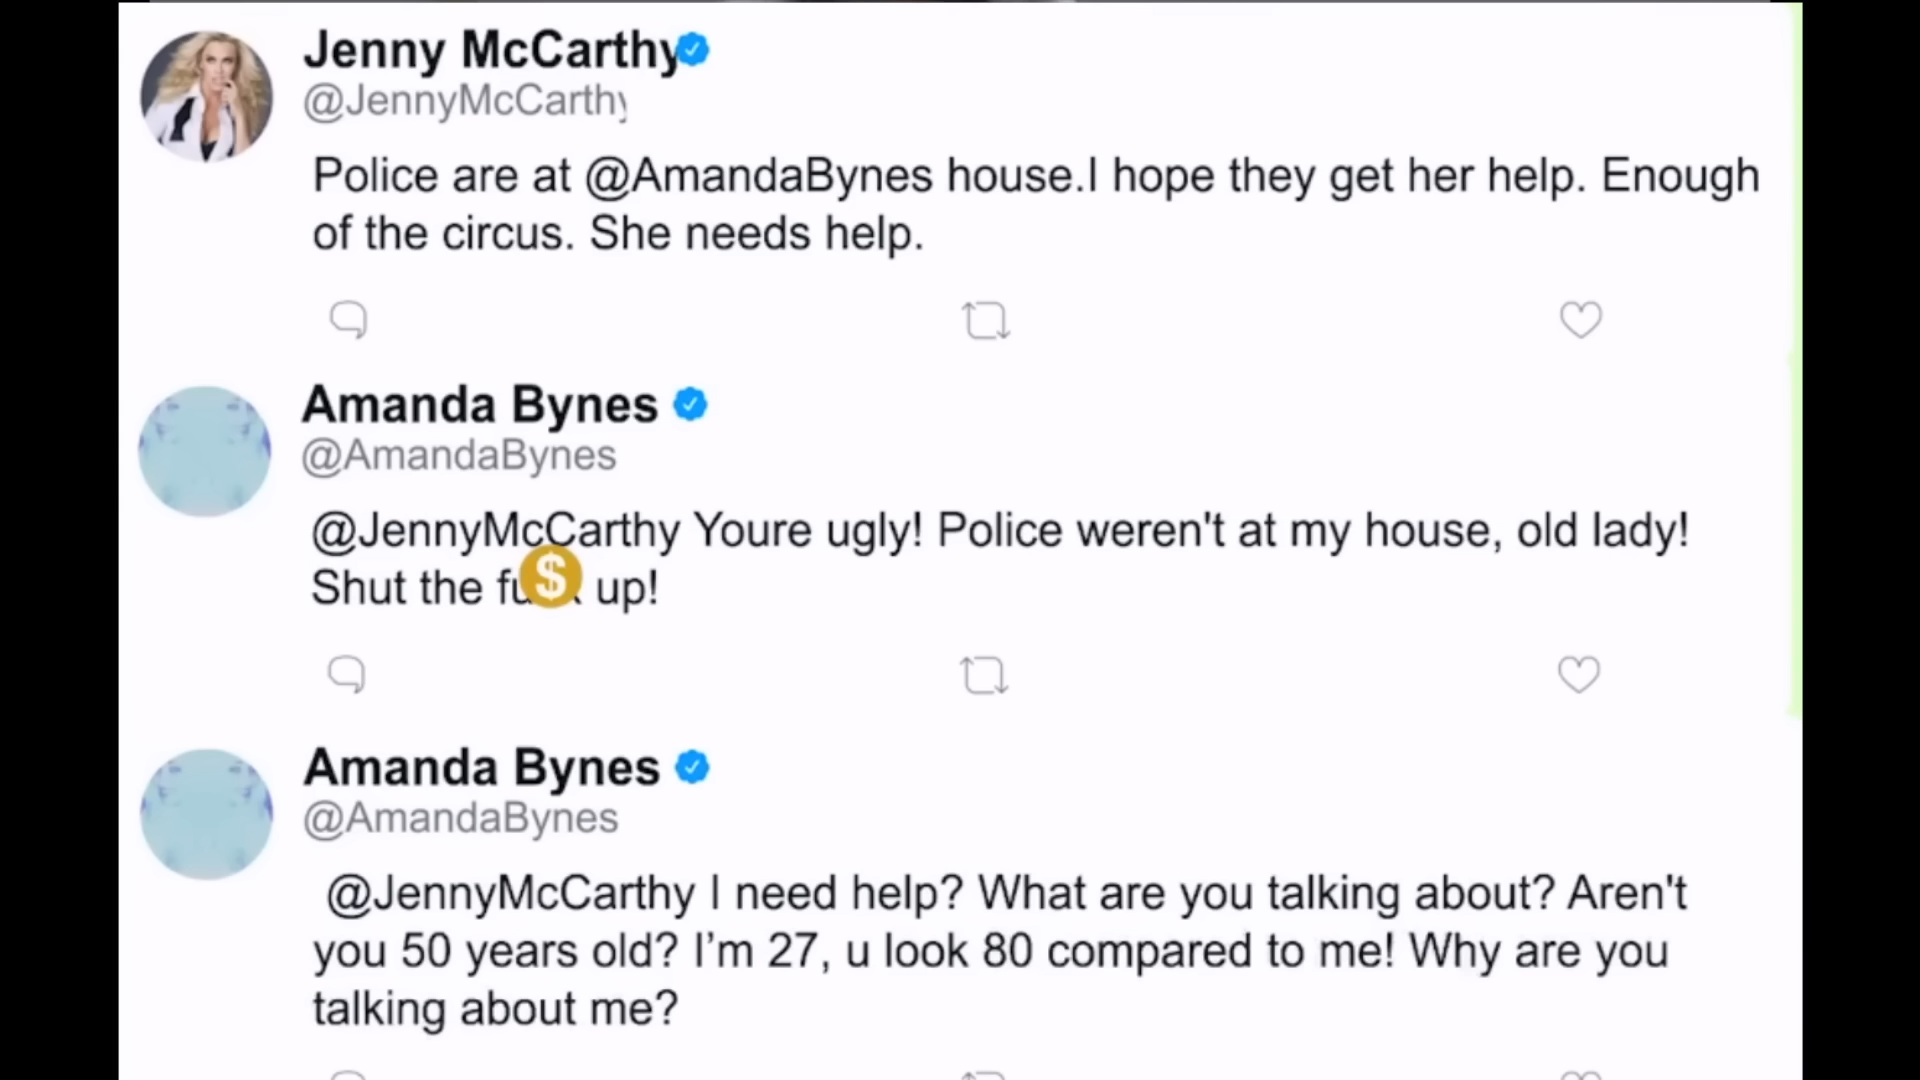 Jenny McCarthy
@JennyMcCarthy
Police are at @AmandaBynes house.I hope they get her help. Enough
of the circus. She needs help.
Amanda Bynes
@AmandaBynes
@JennyMcCarthy Youre ugly! Police weren't at my house, old lady!
Shut the fu$k up!
Amanda Bynes
@AmandaBynes
@JennyMcCarthy I need help? What are you talking about? Aren't
you 50 years old? I'm 27, u look 80 compared to me! Why are you
talking about me?